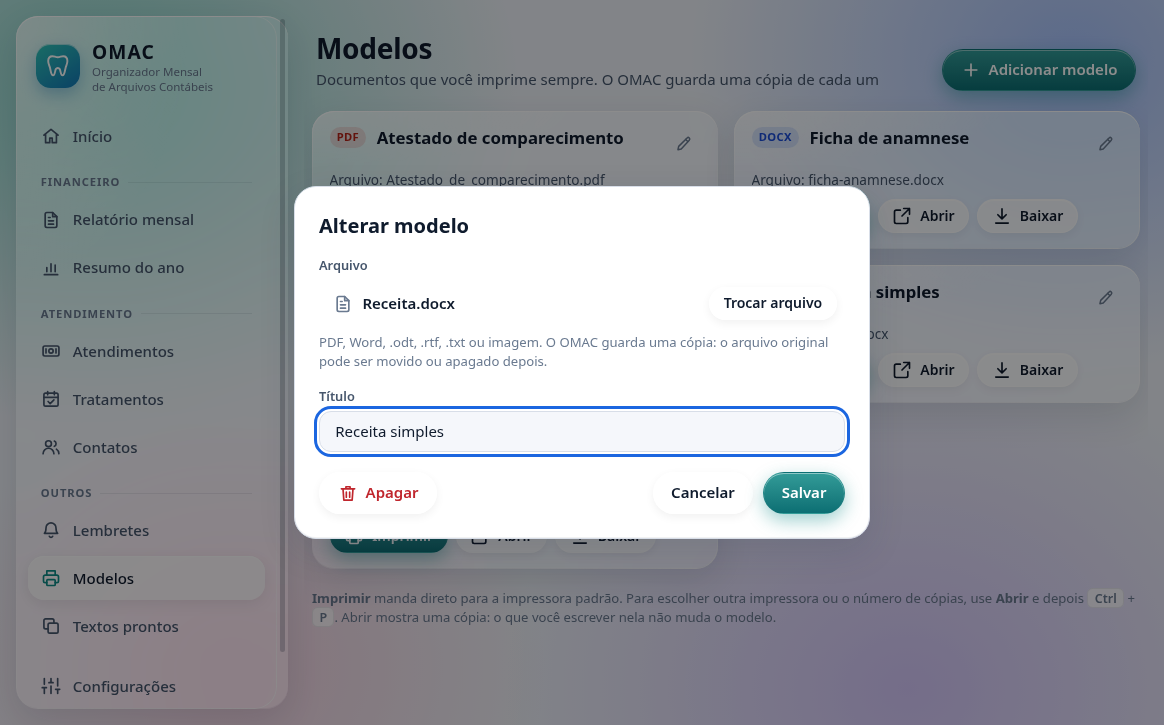 OMAC
Organizador Mensal
de Arquivos Contábeis
Início
FINANCEIRO
Relatório mensal
Resumo do ano
ATENDIMENTO
Atendimentos
Tratamentos
Contatos
OUTROS
Lembretes
Modelos
Textos prontos
Configurações
Modelos
Documentos que você imprime sempre. O OMAC guarda uma cópia de cada um
Adicionar modelo
PDF Atestado de comparecimento
Arquivo: Atestado_de_comparecimento.pdf
DOCX Ficha de anamnese
Arquivo: ficha-anamnese.docx
Abrir Baixar
simples
Abrir Baixar
Alterar modelo
Arquivo
Receita.docx
Trocar arquivo
PDF, Word, .odt, .rtf, .txt ou imagem. O OMAC guarda uma cópia: o arquivo original
pode ser movido ou apagado depois.
Título
Receita simples
Apagar
Cancelar
Salvar
Imprimir Abrir Baixar
Imprimir manda direto para a impressora padrão. Para escolher outra impressora ou o número de cópias, use Abrir e depois Ctrl +
P . Abrir mostra uma cópia: o que você escrever nela não muda o modelo.